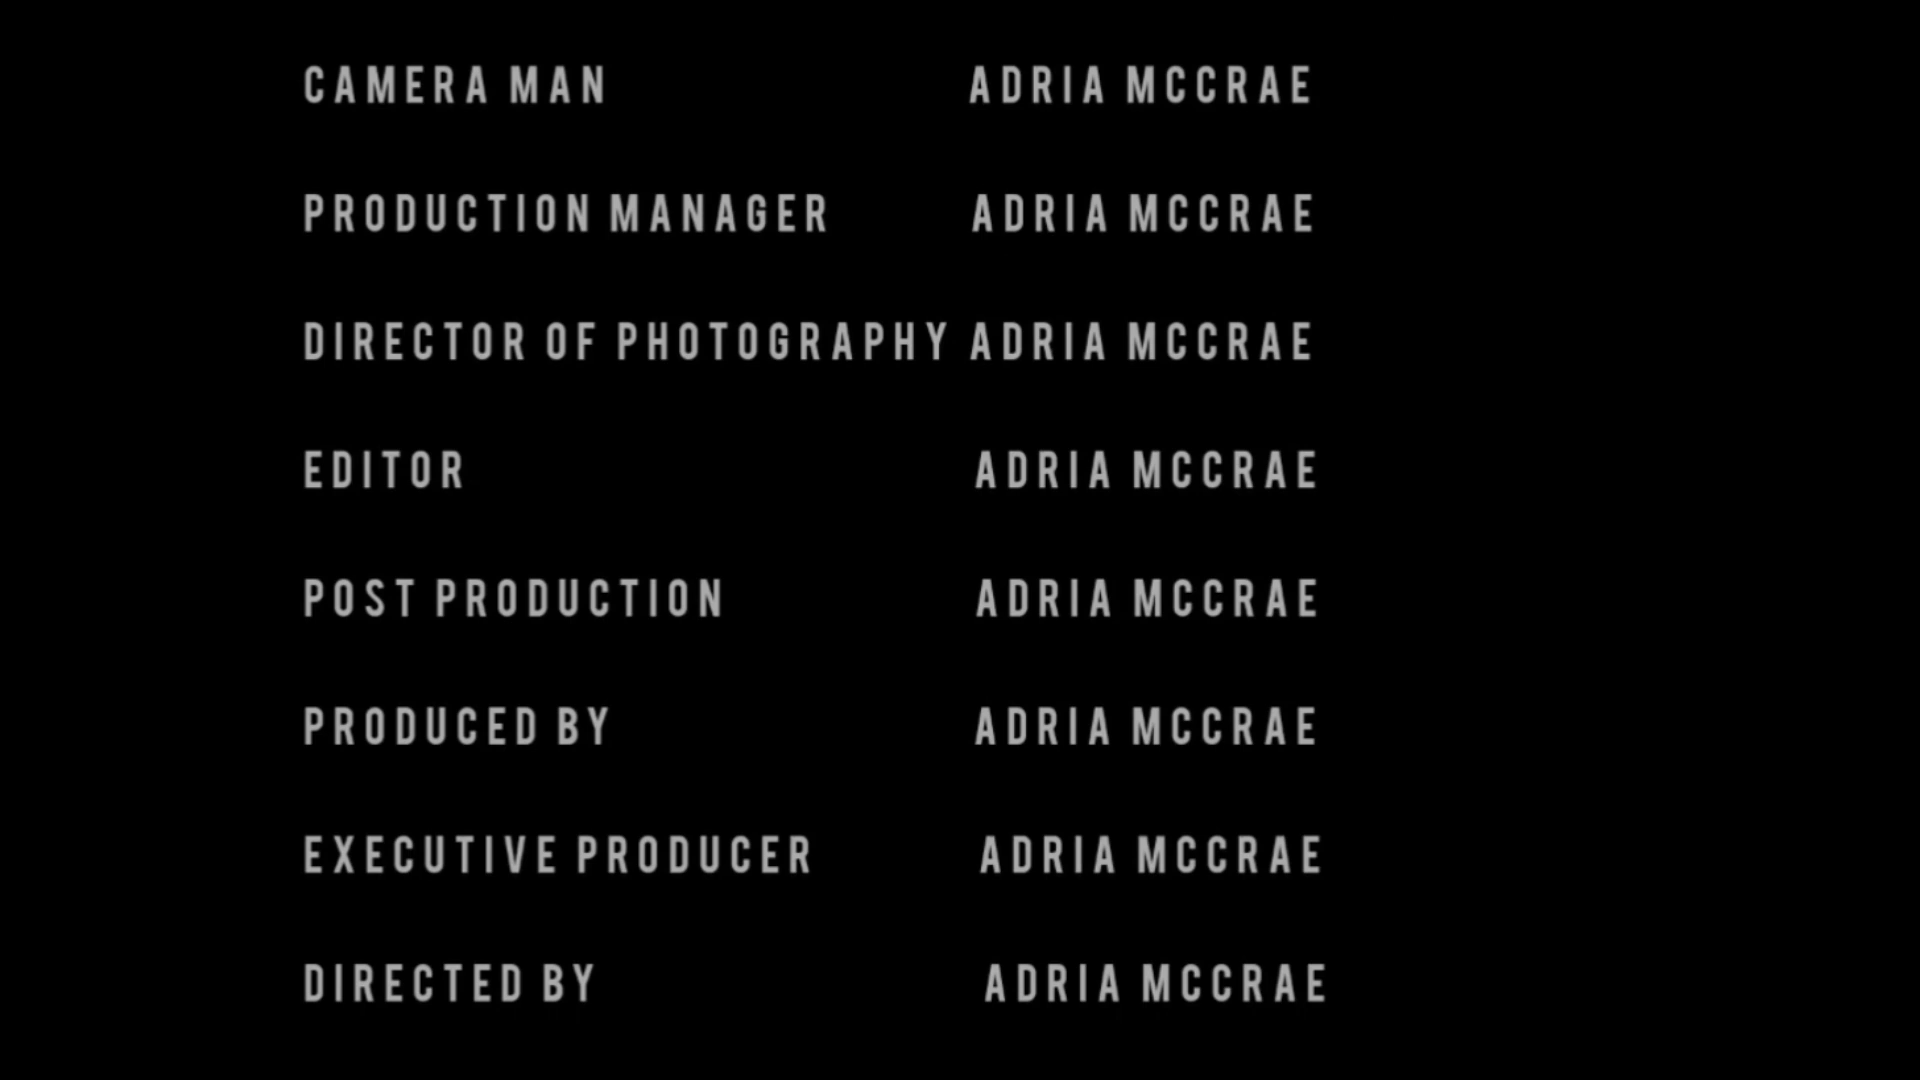 CAMERA MAN ADRIA MCCRAE
PRODUCTION MANAGER ADRIA MCCRAE
DIRECTOR OF PHOTOGRAPHY ADRIA MCCRAE
EDITOR ADRIA MCCRAE
POST PRODUCTION ADRIA MCCRAE
PRODUCED BY ADRIA MCCRAE
EXECUTIVE PRODUCER ADRIA MCCRAE
DIRECTED BY ADRIA MCCRAE